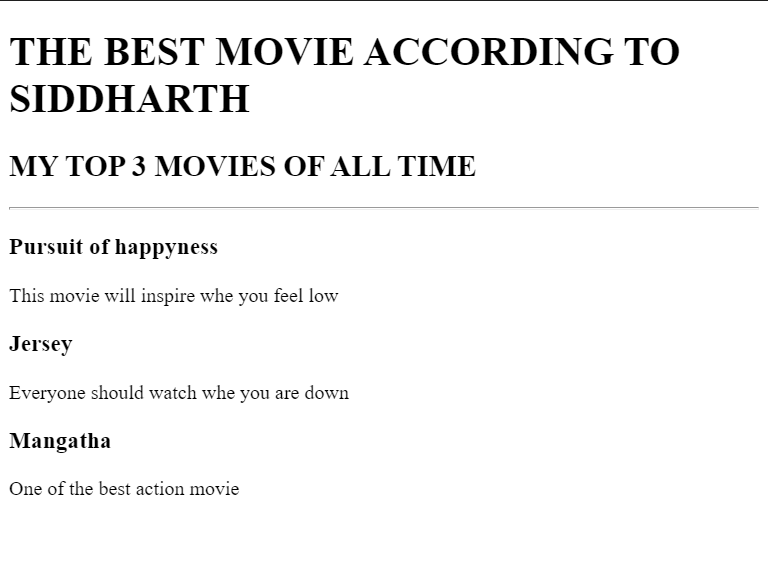 THE BEST MOVIE ACCORDING TO
SIDDHARTH
MY TOP 3 MOVIES OF ALL TIME
Pursuit of happyness
This movie will inspire whe you feel low
Jersey
Everyone should watch whe you are down
Mangatha
One of the best action movie